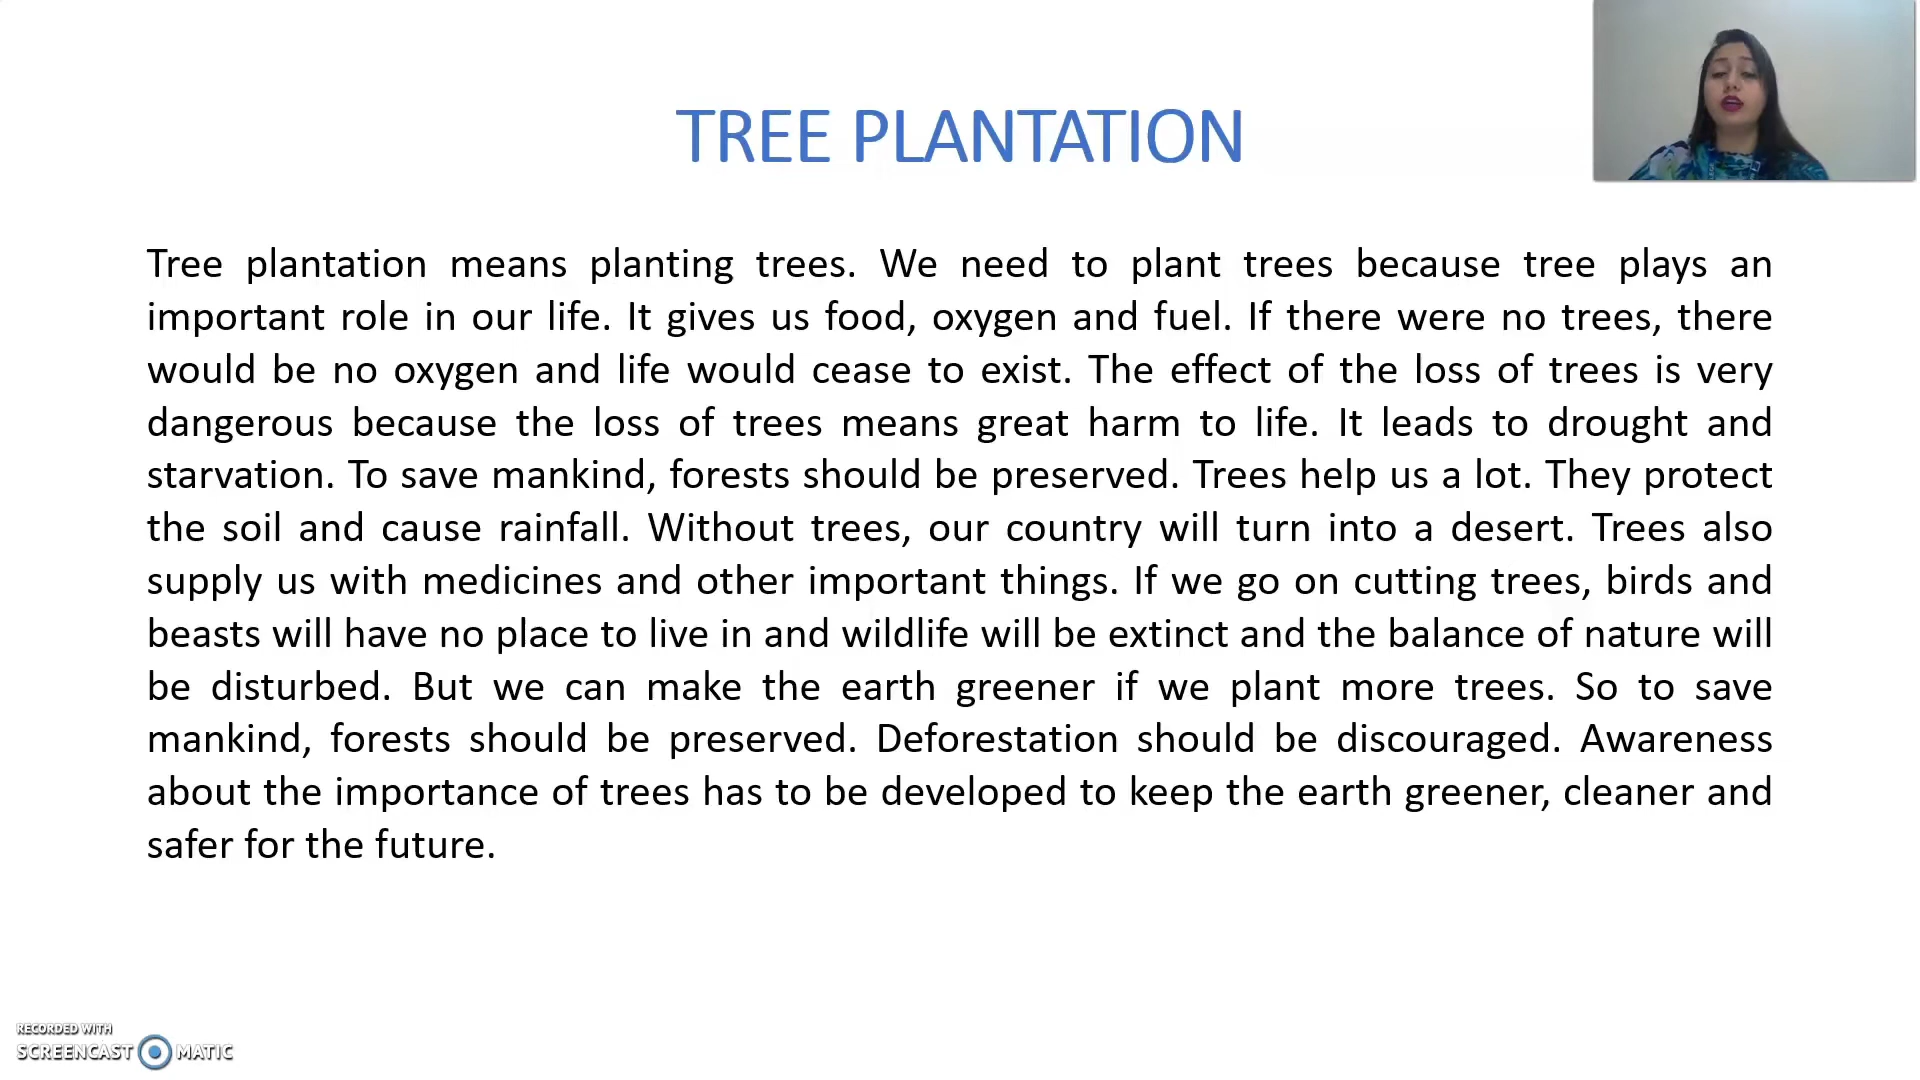 TREE PLANTATION
Tree plantation means planting trees. We need to plant trees because tree plays an
important role in our life. It gives us food, oxygen and fuel. If there were no trees, there
would be no oxygen and life would cease to exist. The effect of the loss of trees is very
dangerous because the loss of trees means great harm to life. It leads to drought and
starvation. To save mankind, forests should be preserved. Trees help us a lot. They protect
the soil and cause rainfall. Without trees, our country will turn into a desert. Trees also
supply us with medicines and other important things. If we go on cutting trees, birds and
beasts will have no place to live in and wildlife will be extinct and the balance of nature will
be disturbed. But we can make the earth greener if we plant more trees. So to save
mankind, forests should be preserved. Deforestation should be discouraged. Awareness
about the importance of trees has to be developed to keep the earth greener, cleaner and
safer for the future.
RECORDED WITH
SCREENCAST MATIC